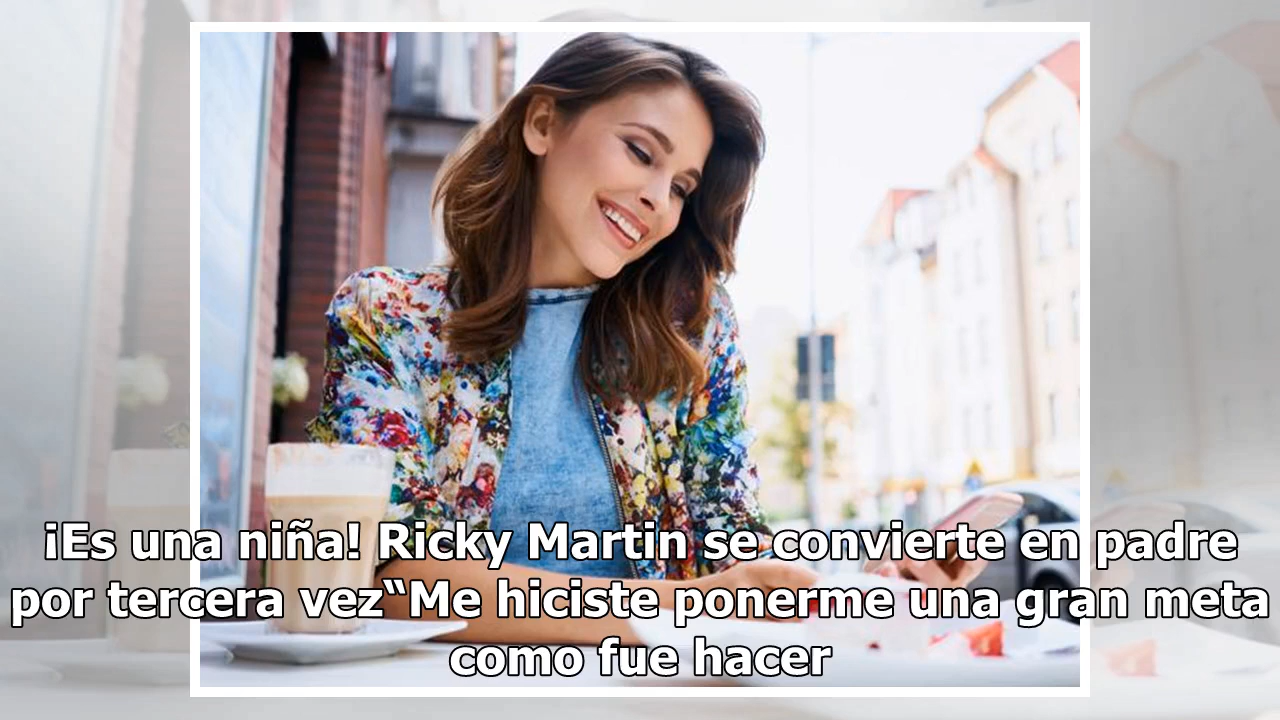 ¡Es una niña! Ricky Martin se convierte en padre
por tercera vez“Me hiciste ponerme una gran meta
como fue hacer